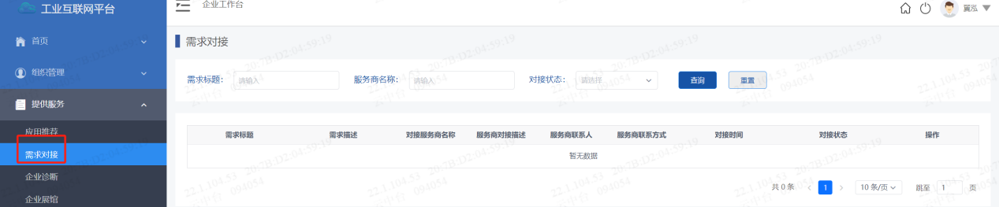 工业互联网平台
企业工作台
翼泓
首页
组织管理
提供服务
应用推荐
需求对接
企业诊断
企业展馆
需求对接
需求标题： 请输入 服务商名称： 请输入 对接状态： 请选择 查询 重置
需求标题 需求描述 对接服务商名称 服务商对接描述 服务商联系人 服务商联系方式 对接时间 对接状态 操作
暂无数据
共 0 条 1 10 条/页 跳至 1 页